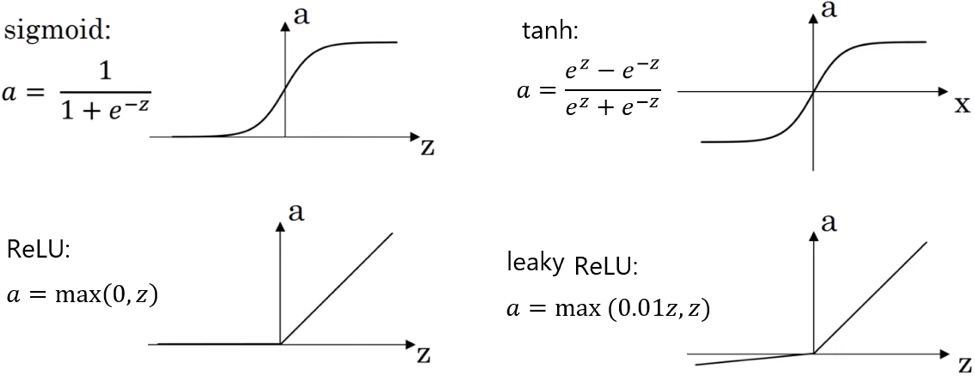 sigmoid:
a = 1 / (1 + e^{-z})
a
z
tanh:
a = (e^z − e^{-z}) / (e^z + e^{-z})
a
x
ReLU:
a = max(0, z)
a
z
leaky ReLU:
a = max (0.01z, z)
a
z